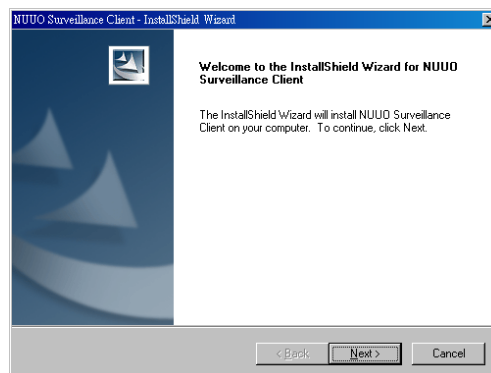 NUUO Surveillance Client - InstallShield Wizard
Welcome to the InstallShield Wizard for NUUO
Surveillance Client
The InstallShield Wizard will install NUUO Surveillance
Client on your computer. To continue, click Next.
< Back
Next >
Cancel